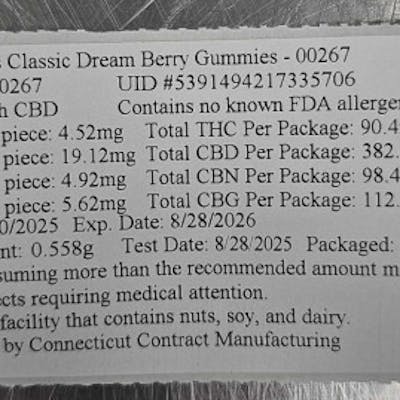 s Classic Dream Berry Gummies - 00267
0267 UID #5391494217335706
h CBD Contains no known FDA allerge
piece: 4.52mg Total THC Per Package: 90.4
piece: 19.12mg Total CBD Per Package: 382.
piece: 4.92mg Total CBN Per Package: 98.4
piece: 5.62mg Total CBG Per Package: 112.
0/2025 Exp. Date: 8/28/2026
nt: 0.558g Test Date: 8/28/2025 Packaged:
suming more than the recommended amount m
ects requiring medical attention.
facility that contains nuts, soy, and dairy.
by Connecticut Contract Manufacturing